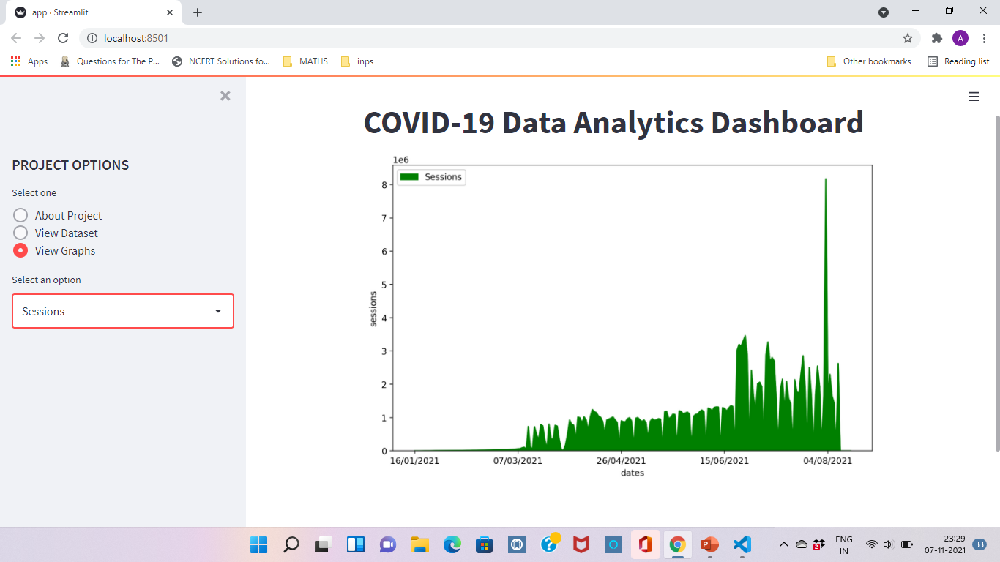 app · Streamlit
localhost:8501
A
Apps
Questions for The P...
NCERT Solutions fo...
MATHS
inps
Other bookmarks
Reading list
PROJECT OPTIONS
Select one
About Project
View Dataset
View Graphs
Select an option
Sessions
COVID-19 Data Analytics Dashboard
1e6
Sessions
8
7
6
5
4
3
2
1
0
sessions
16/01/2021 07/03/2021 26/04/2021 15/06/2021 04/08/2021
dates
2
ENG
IN
23:29
07-11-2021
33